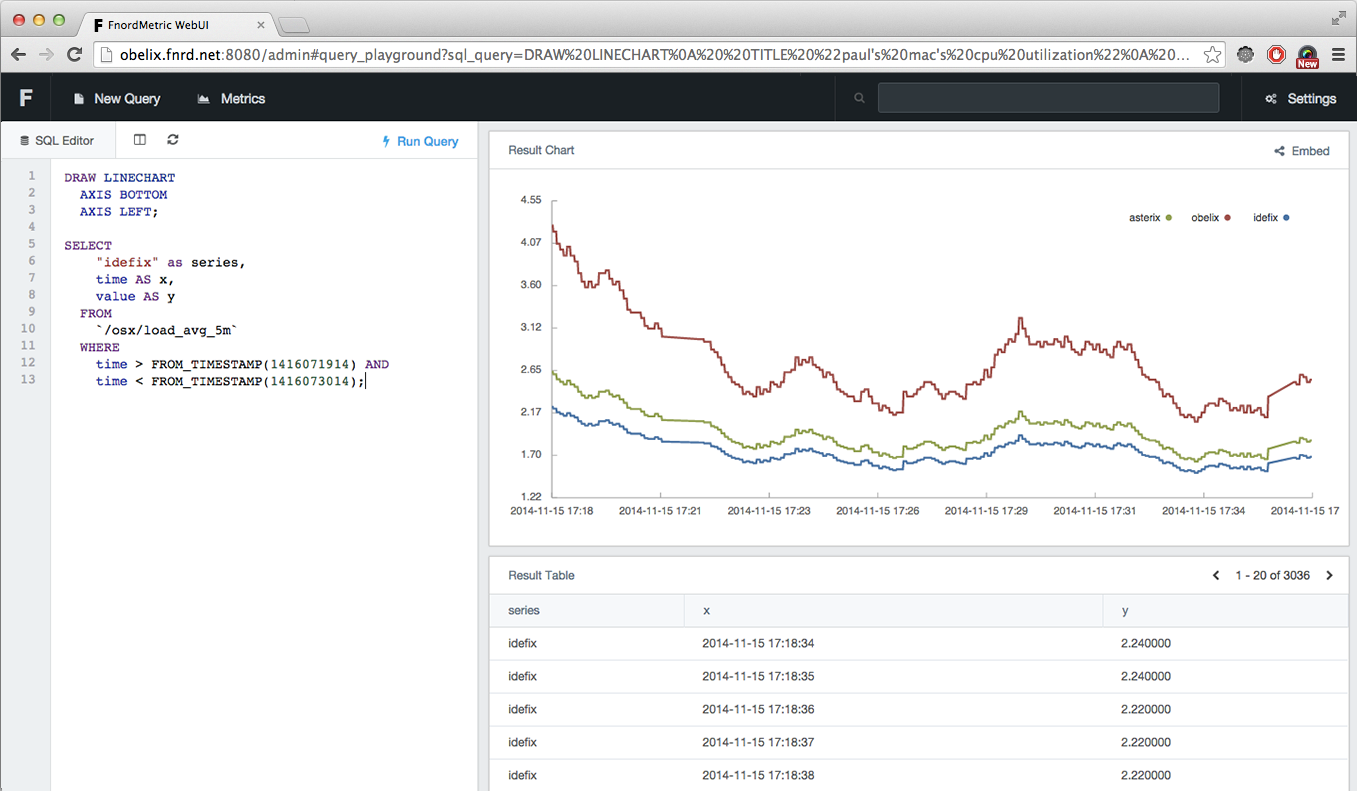 F FnordMetric WebUI
obelix.fnrd.net:8080/admin#query_playground?sql_query=DRAW%20LINECHART%0A%20%20TITLE%20%22paul's%20mac's%20cpu%20utilization%22%0A%20...
New
F New Query Metrics Settings
SQL Editor Run Query
1 DRAW LINECHART
2 AXIS BOTTOM
3 AXIS LEFT;
4
5 SELECT
6 "idefix" as series,
7 time AS x,
8 value AS y
9 FROM
10 `/osx/load_avg_5m`
11 WHERE
12 time > FROM_TIMESTAMP(1416071914) AND
13 time < FROM_TIMESTAMP(1416073014);
Result Chart Embed
asterix obelix idefix
4.55
4.07
3.60
3.12
2.65
2.17
1.70
1.22
2014-11-15 17:18 2014-11-15 17:21 2014-11-15 17:23 2014-11-15 17:26 2014-11-15 17:29 2014-11-15 17:31 2014-11-15 17:34 2014-11-15 17
Result Table 1 - 20 of 3036
series x y
idefix 2014-11-15 17:18:34 2.240000
idefix 2014-11-15 17:18:35 2.240000
idefix 2014-11-15 17:18:36 2.220000
idefix 2014-11-15 17:18:37 2.220000
idefix 2014-11-15 17:18:38 2.220000